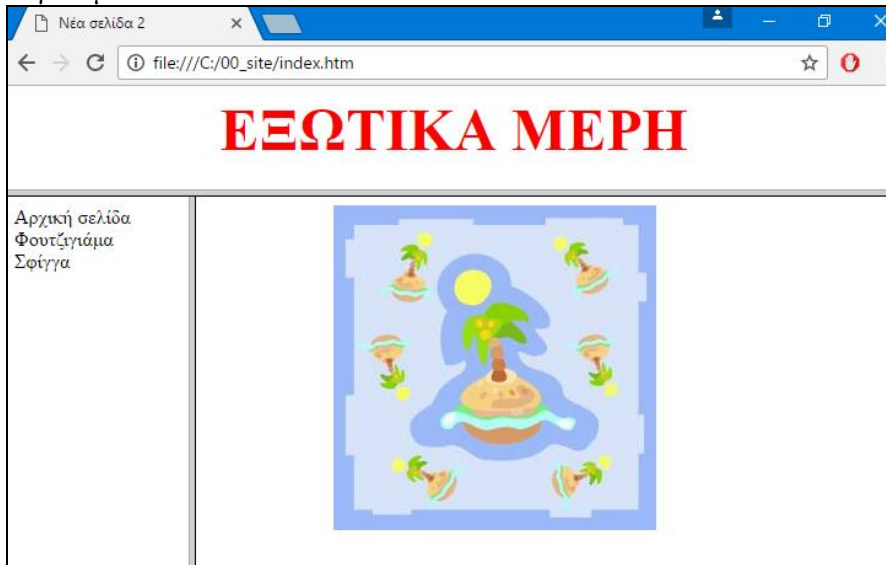 Νέα σελίδα 2
file:///C:/00_site/index.htm
ΕΞΩΤΙΚΑ ΜΕΡΗ
Αρχική σελίδα
Φουτζιγιάμα
Σφίγγα